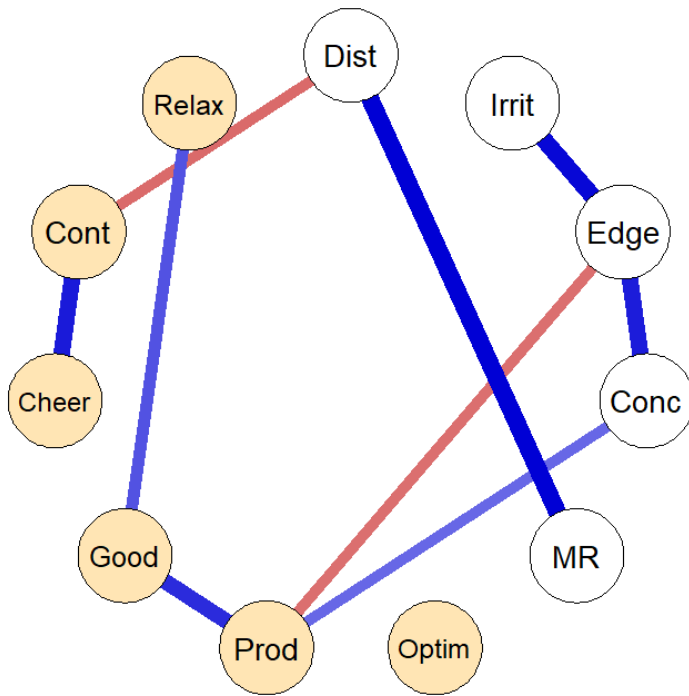 Dist
Relax
Irrit
Cont
Edge
Cheer
Conc
Good
MR
Prod
Optim